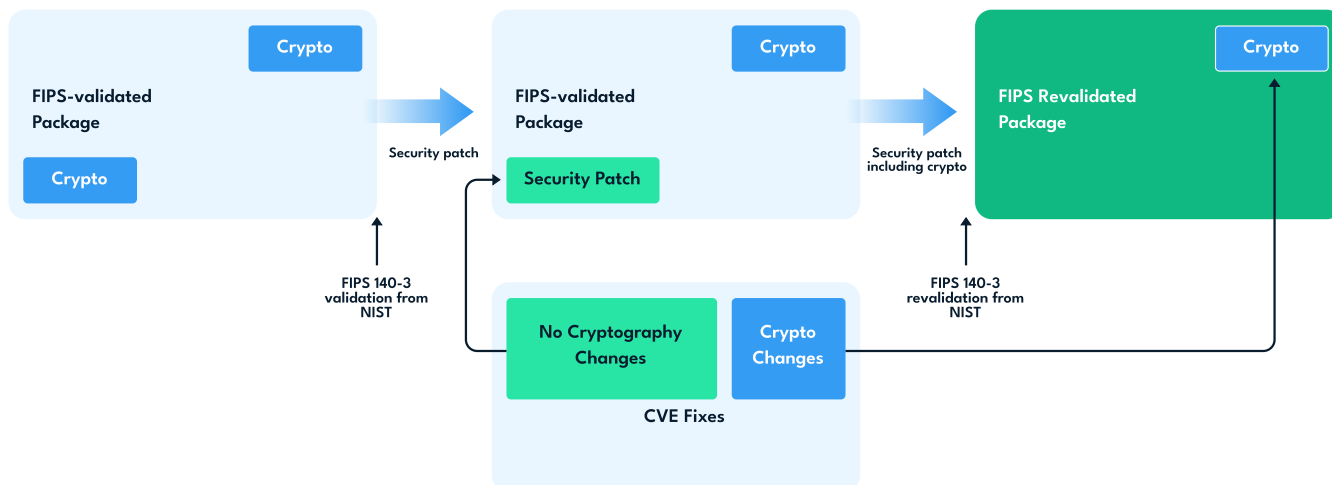 Crypto
FIPS-validated
Package
Crypto
Security patch
Crypto
FIPS-validated
Package
Security Patch
Security patch
including crypto
Crypto
FIPS Revalidated
Package
FIPS 140-3
validation from
NIST
FIPS 140-3
revalidation from
NIST
No Cryptography
Changes
Crypto
Changes
CVE Fixes